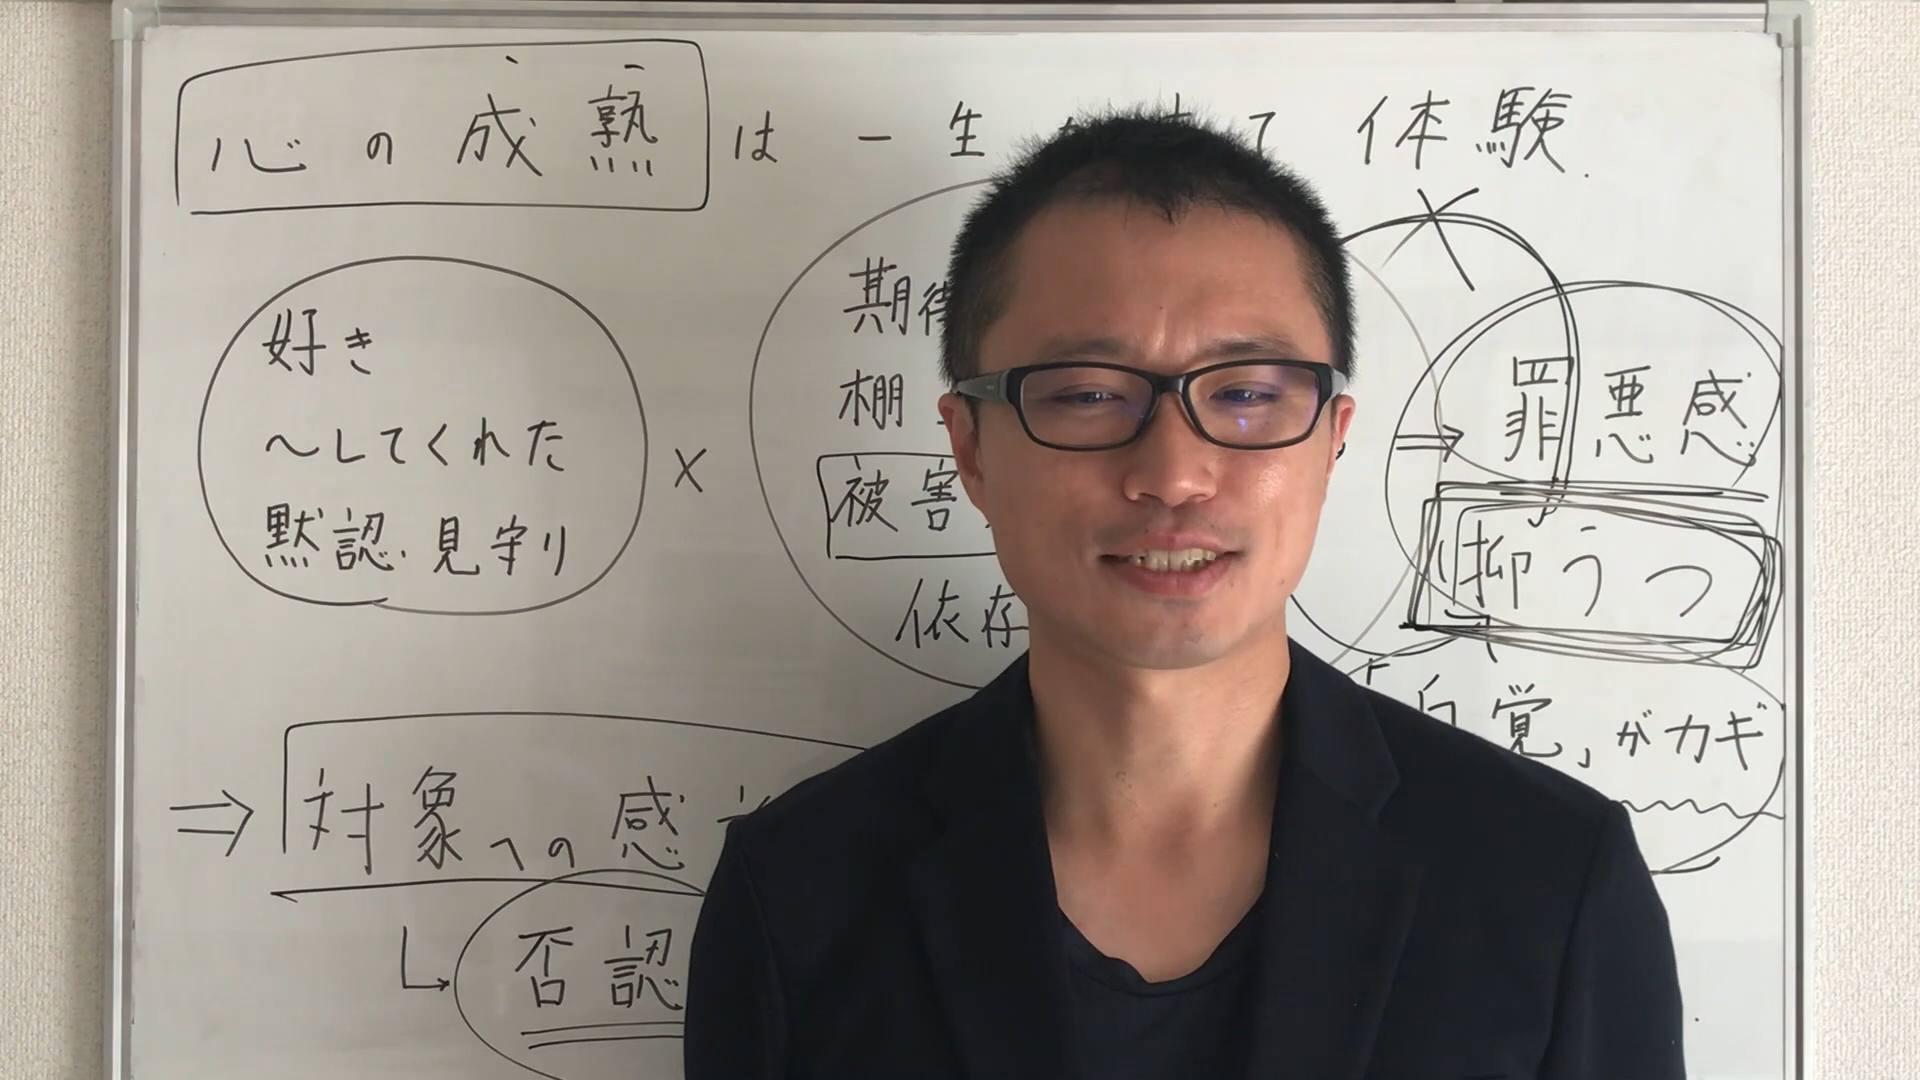 心の成熟は一生 て体験
好き
～してくれた
黙認・見守り
×
期待
棚
被害
依存
⇒ 罪悪感
抑うつ
「自覚」がカギ
⇒ 対象への感
否認